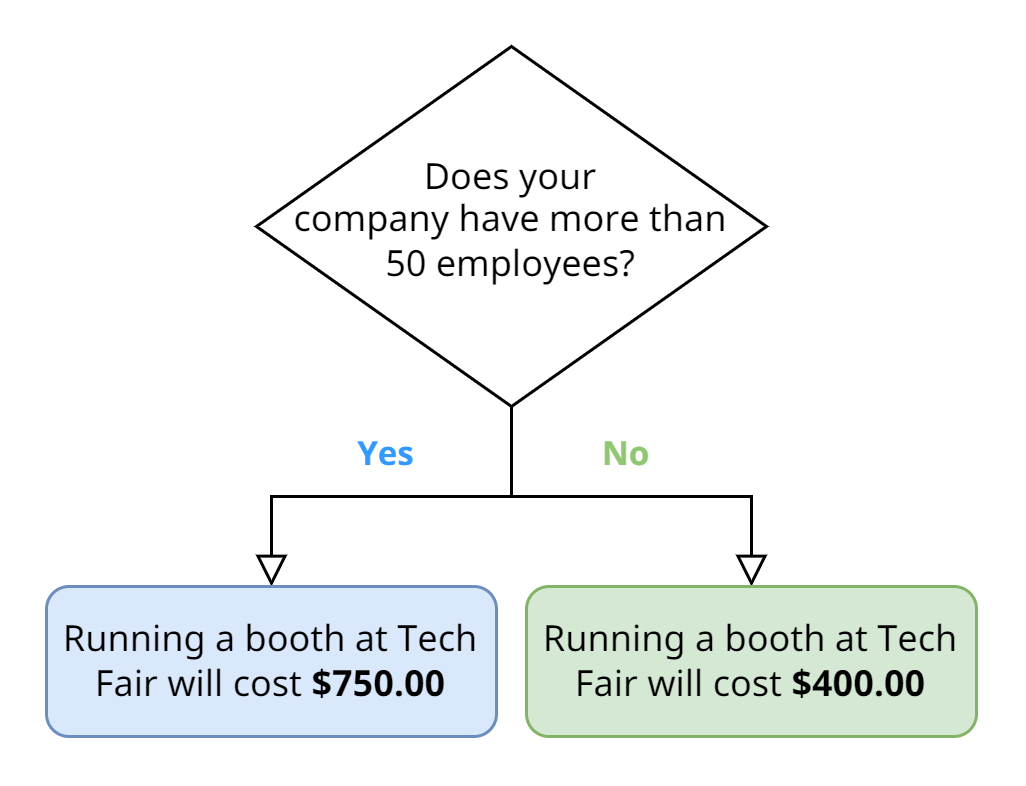 Does your
company have more than
50 employees?
Yes
No
Running a booth at Tech
Fair will cost $750.00
Running a booth at Tech
Fair will cost $400.00